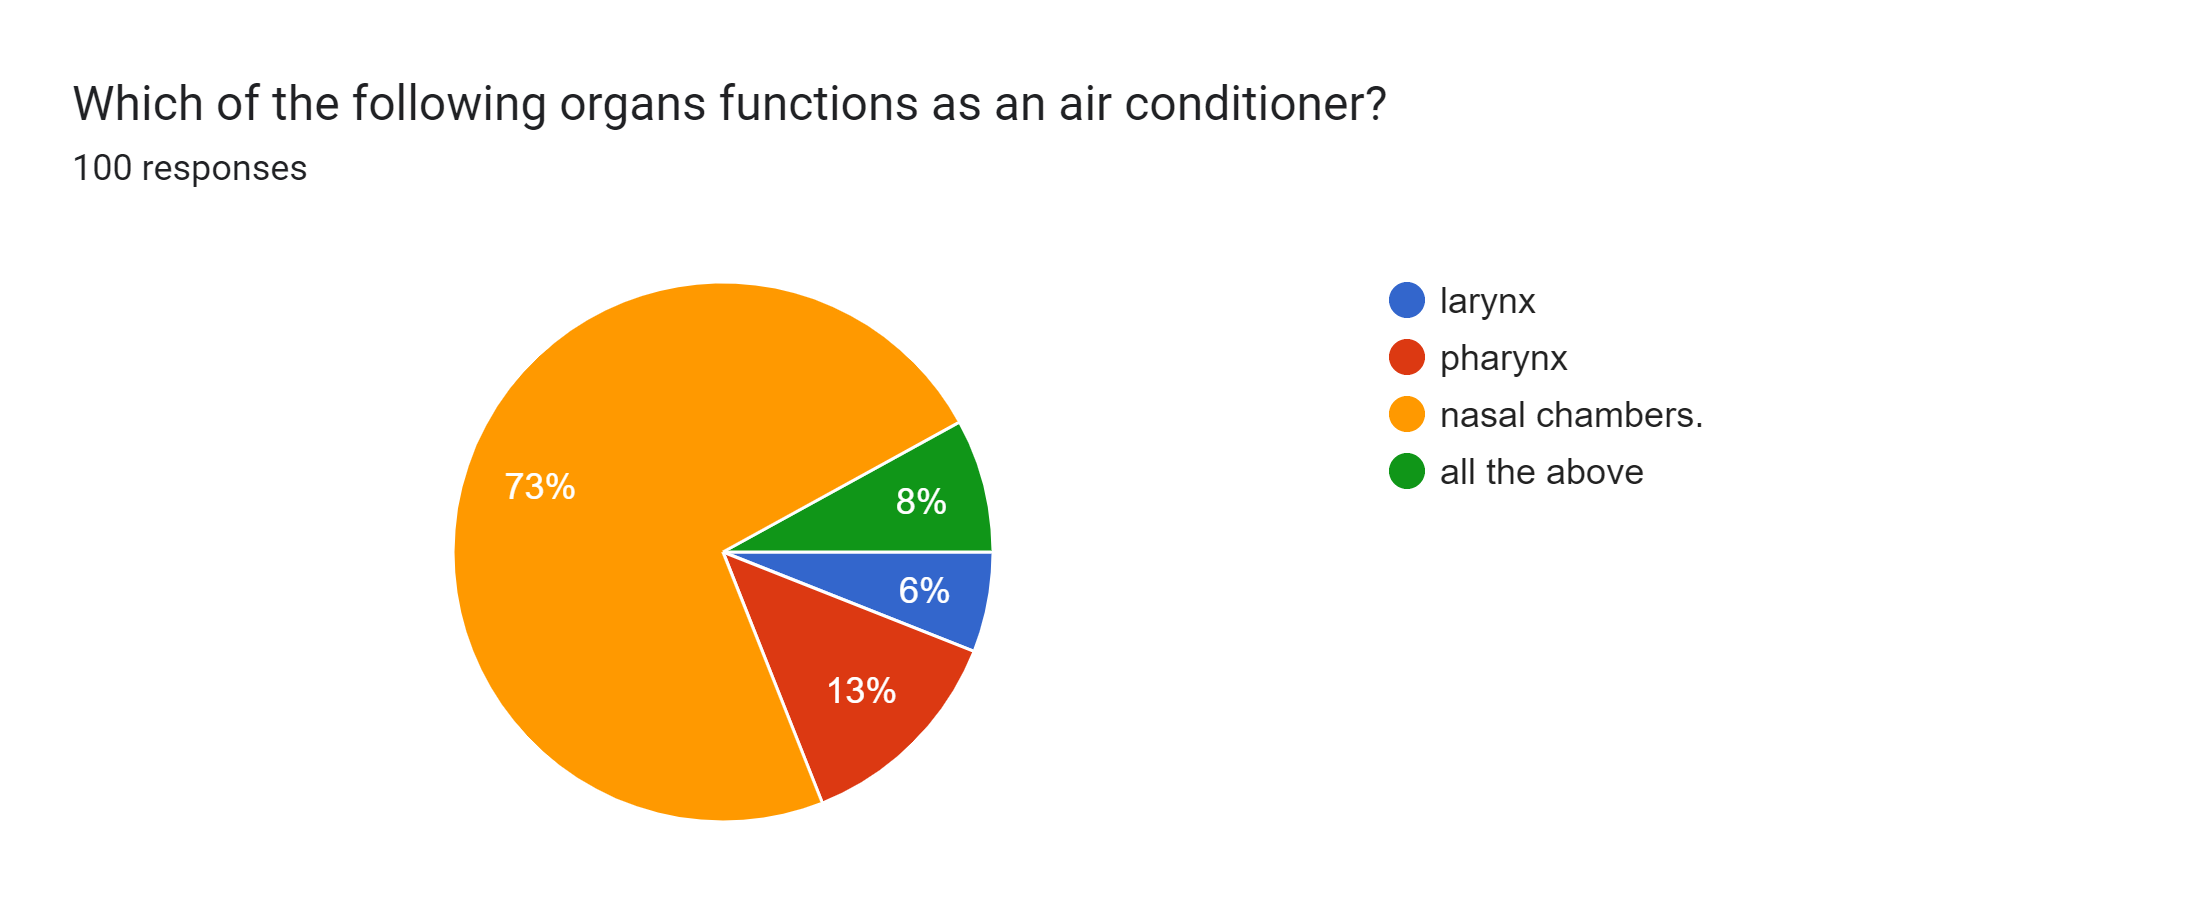 Which of the following organs functions as an air conditioner?
100 responses
73%
8%
6%
13%
larynx
pharynx
nasal chambers.
all the above